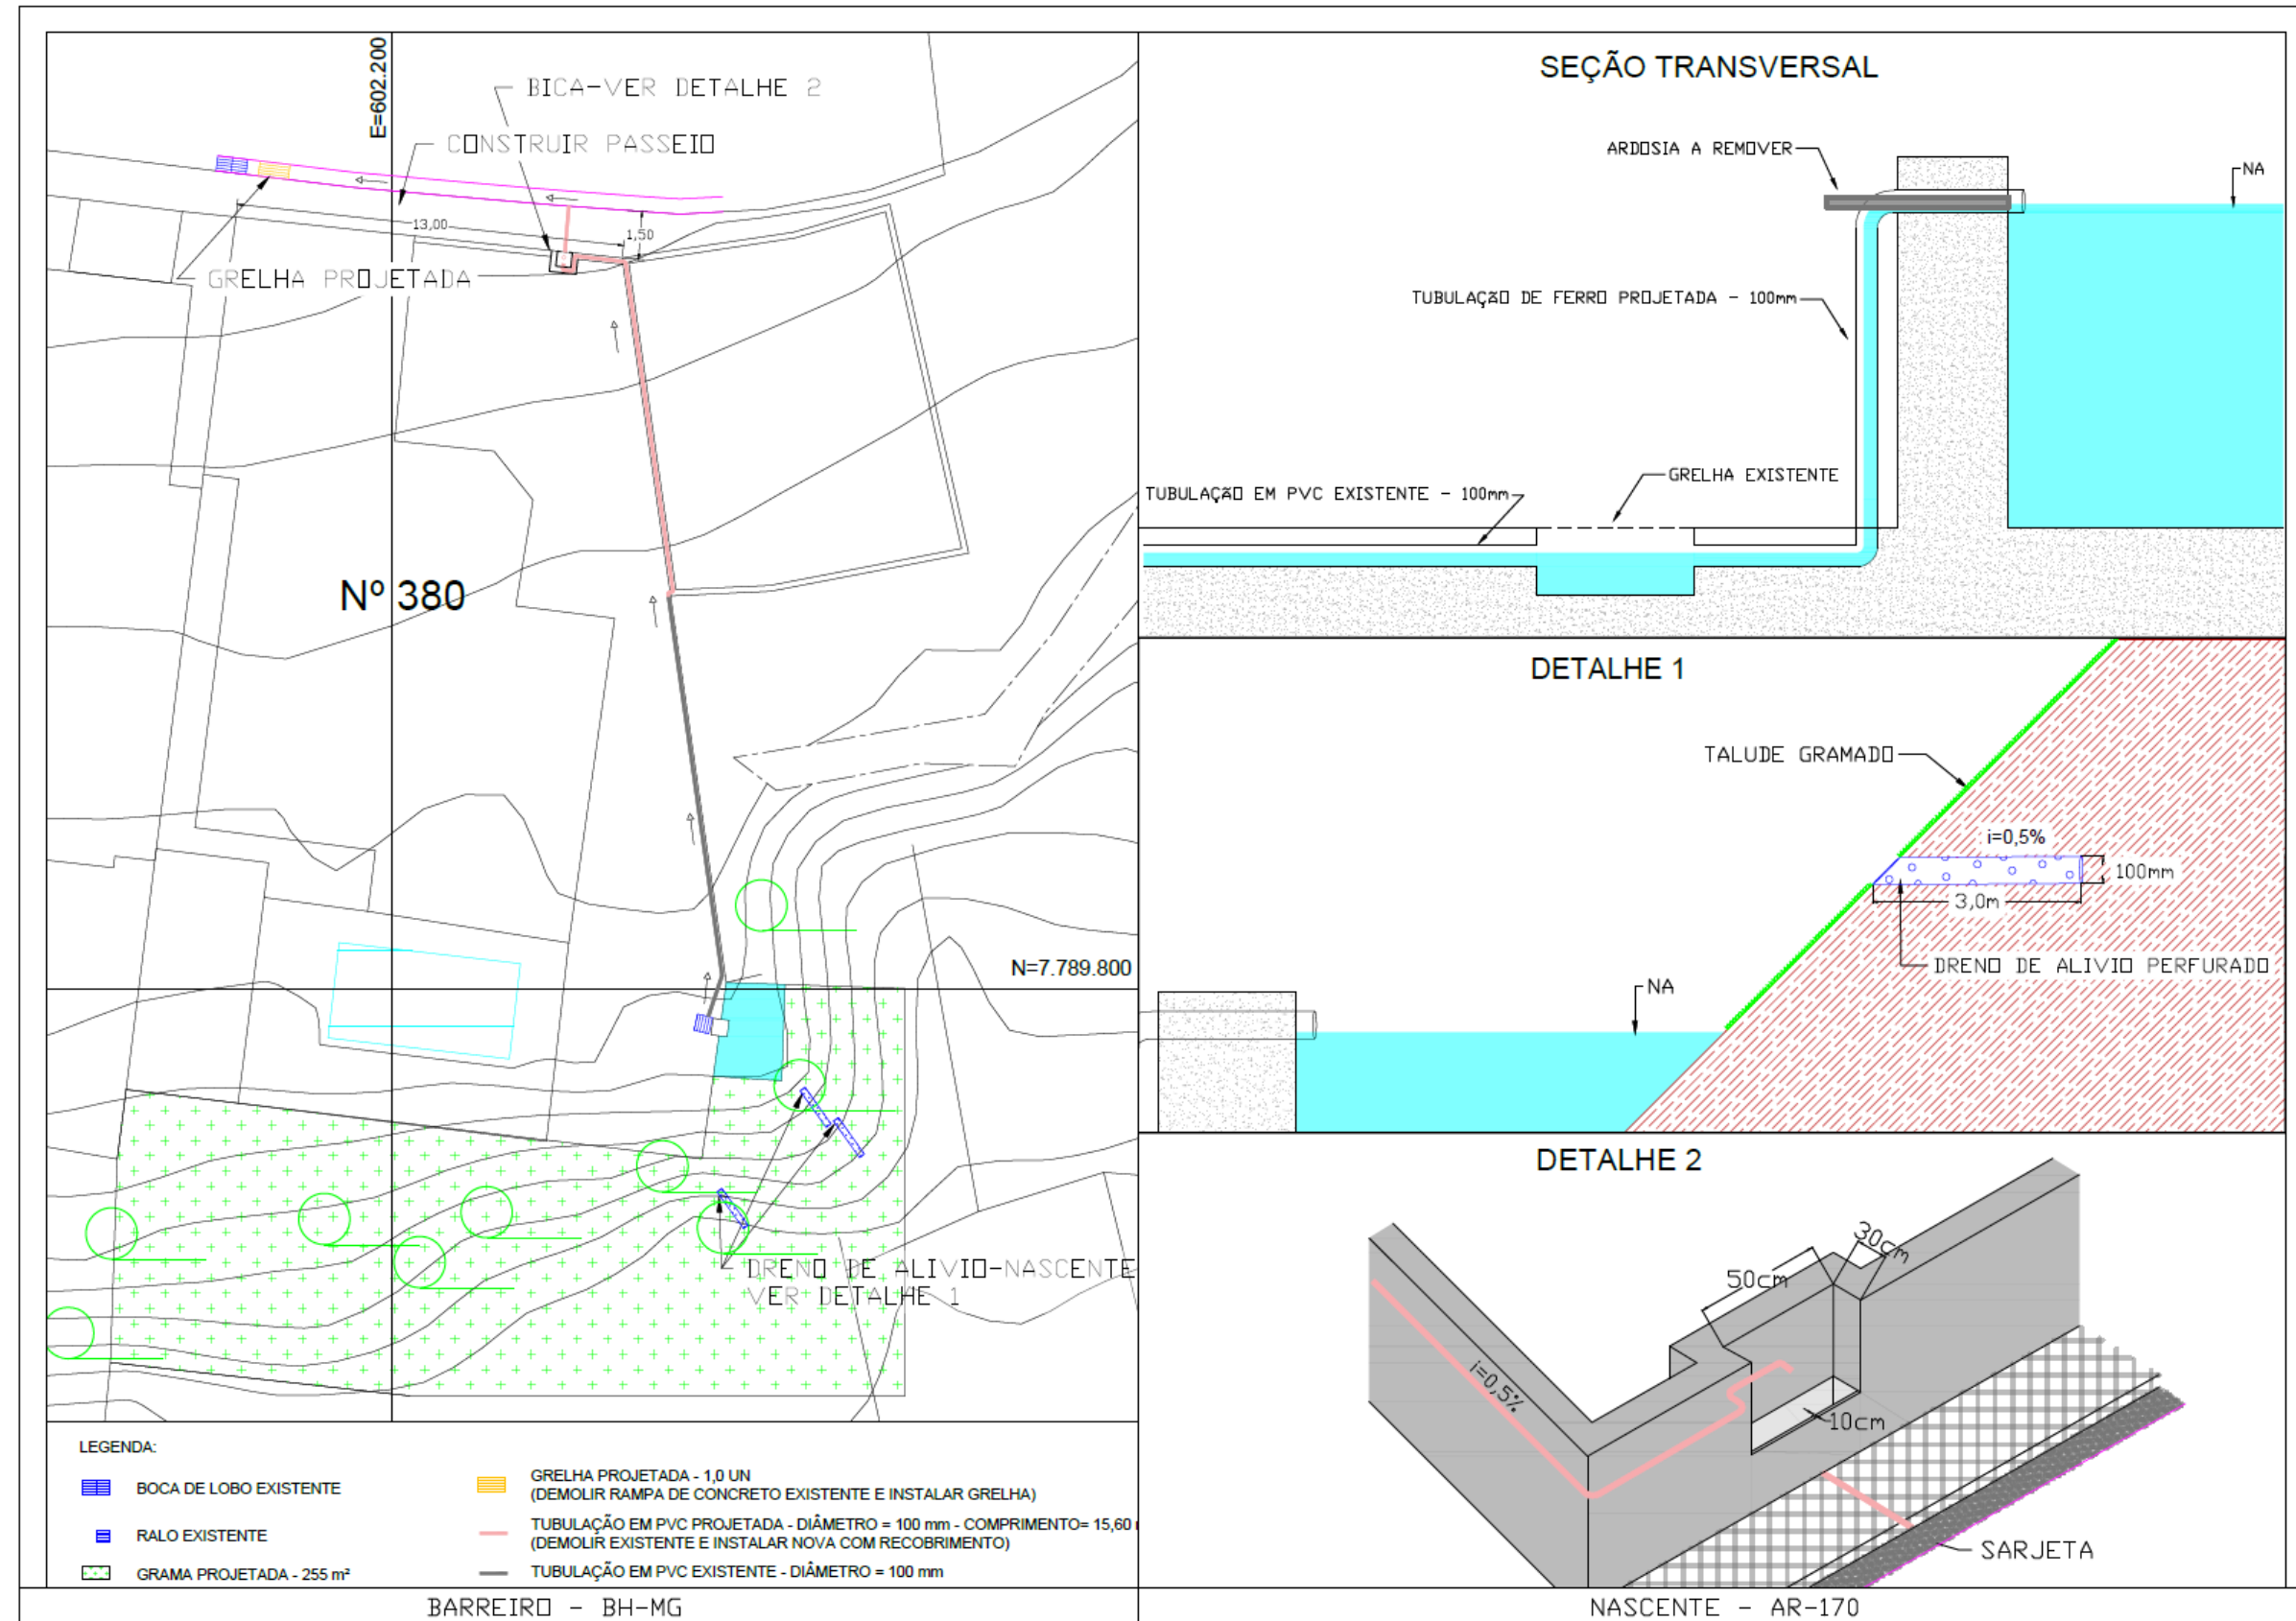 E=602.200
BICA-VER DETALHE 2
CONSTRUIR PASSEIO
13,00
1,50
GRELHA PROJETADA
Nº 380
N=7.789.800
DRENO DE ALIVIO-NASCENTE
VER DETALHE 1
LEGENDA:
BOCA DE LOBO EXISTENTE
RALO EXISTENTE
GRAMA PROJETADA - 255 m²
GRELHA PROJETADA - 1,0 UN
(DEMOLIR RAMPA DE CONCRETO EXISTENTE E INSTALAR GRELHA)
TUBULAÇÃO EM PVC PROJETADA - DIÂMETRO = 100 mm - COMPRIMENTO= 15,60
(DEMOLIR EXISTENTE E INSTALAR NOVA COM RECOBRIMENTO)
TUBULAÇÃO EM PVC EXISTENTE - DIÂMETRO = 100 mm
BARREIRO - BH-MG
SEÇÃO TRANSVERSAL
ARDOSIA A REMOVER
NA
TUBULAÇÃO DE FERRO PROJETADA - 100mm
GRELHA EXISTENTE
TUBULAÇÃO EM PVC EXISTENTE - 100mm
DETALHE 1
TALUDE GRAMADO
i=0,5%
100mm
3,0m
DRENO DE ALIVIO PERFURADO
NA
DETALHE 2
30cm
50cm
i=0,5%
10cm
SARJETA
NASCENTE - AR-170